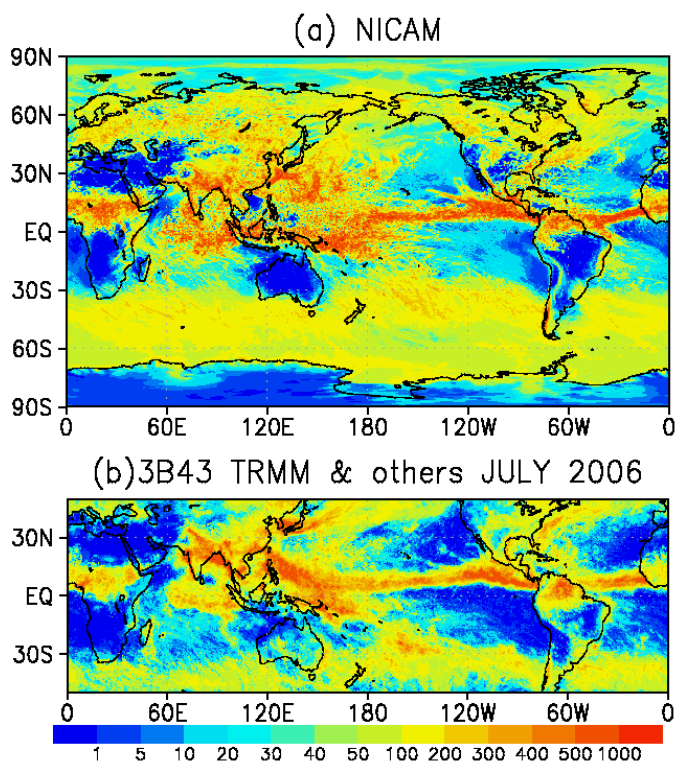 (a) NICAM
90N
60N
30N
EQ
30S
60S
90S
0 60E 120E 180 120W 60W 0
(b)3B43 TRMM & others JULY 2006
30N
EQ
30S
0 60E 120E 180 120W 60W 0
1 5 10 20 30 40 50 100 200 300 400 500 1000